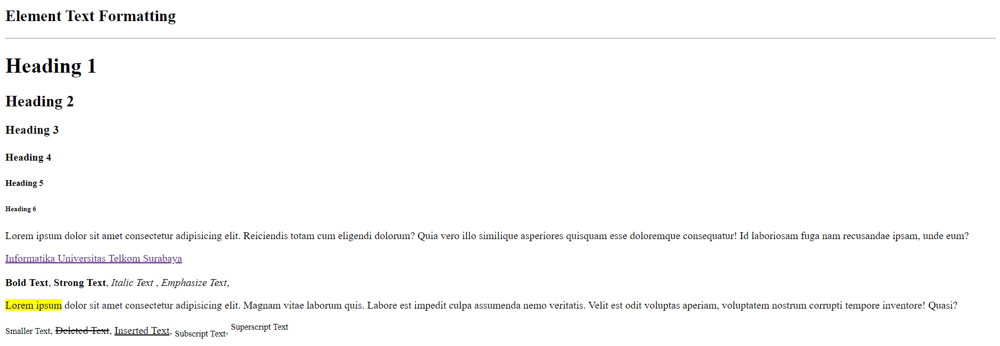 Element Text Formatting
Heading 1
Heading 2
Heading 3
Heading 4
Heading 5
Heading 6
Lorem ipsum dolor sit amet consectetur adipisicing elit. Reiciendis totam cum eligendi dolorum? Quia vero illo similique asperiores quisquam esse doloremque consequatur! Id laboriosam fuga nam recusandae ipsam, unde eum?
Informatika Universitas Telkom Surabaya
Bold Text, Strong Text, Italic Text , Emphasize Text,
Lorem ipsum dolor sit amet consectetur adipisicing elit. Magnam vitae laborum quis. Labore est impedit culpa assumenda nemo veritatis. Velit est odit voluptas aperiam, voluptatem nostrum corrupti tempore inventore! Quasi?
Smaller Text, Deleted Text, Inserted Text, Subscript Text, Superscript Text